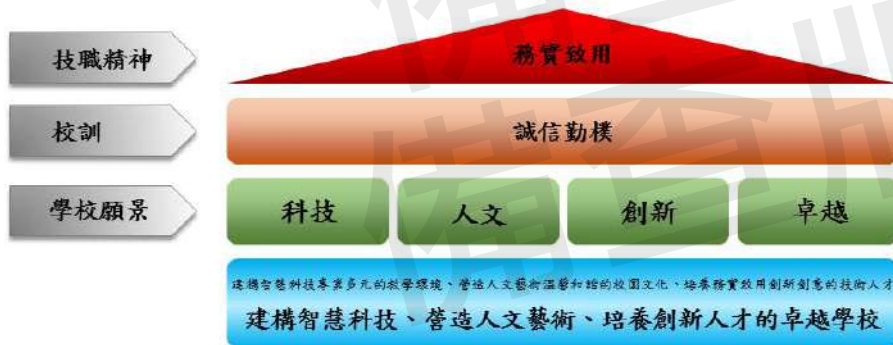 技職精神
務實致用
校訓
誠信勤樸
學校願景
科技
人文
創新
卓越
建構智慧科技專業多元的教學環境、營造人文藝術溫馨和諧的校園文化、培養務實致用創新創意的技術人才
建構智慧科技、營造人文藝術、培養創新人才的卓越學校
備查版